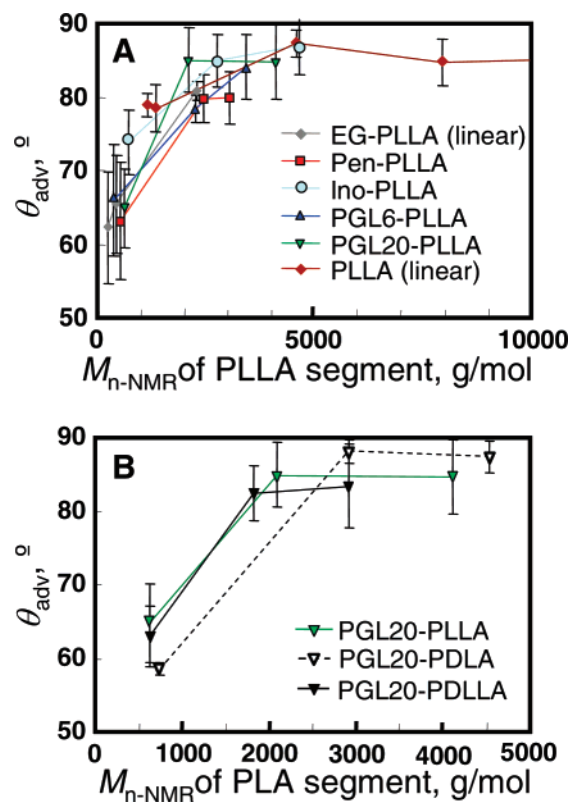 A
90
80
70
60
50
θadv, º
EG-PLLA (linear)
Pen-PLLA
Ino-PLLA
PGL6-PLLA
PGL20-PLLA
PLLA (linear)
0 5000 10000
Mn-NMR of PLLA segment, g/mol
B
90
80
70
60
50
θadv, º
PGL20-PLLA
PGL20-PDLA
PGL20-PDLLA
0 1000 2000 3000 4000 5000
Mn-NMR of PLA segment, g/mol